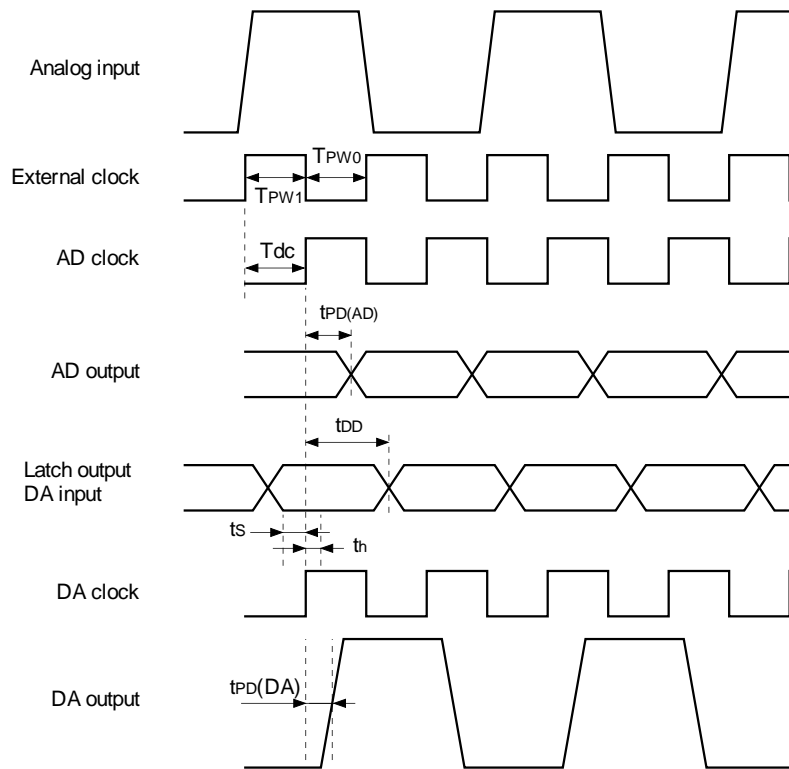 Analog input
External clock
TPW0
TPW1
AD clock
Tdc
tPD(AD)
AD output
tDD
Latch output
DA input
tS
th
DA clock
tPD(DA)
DA output